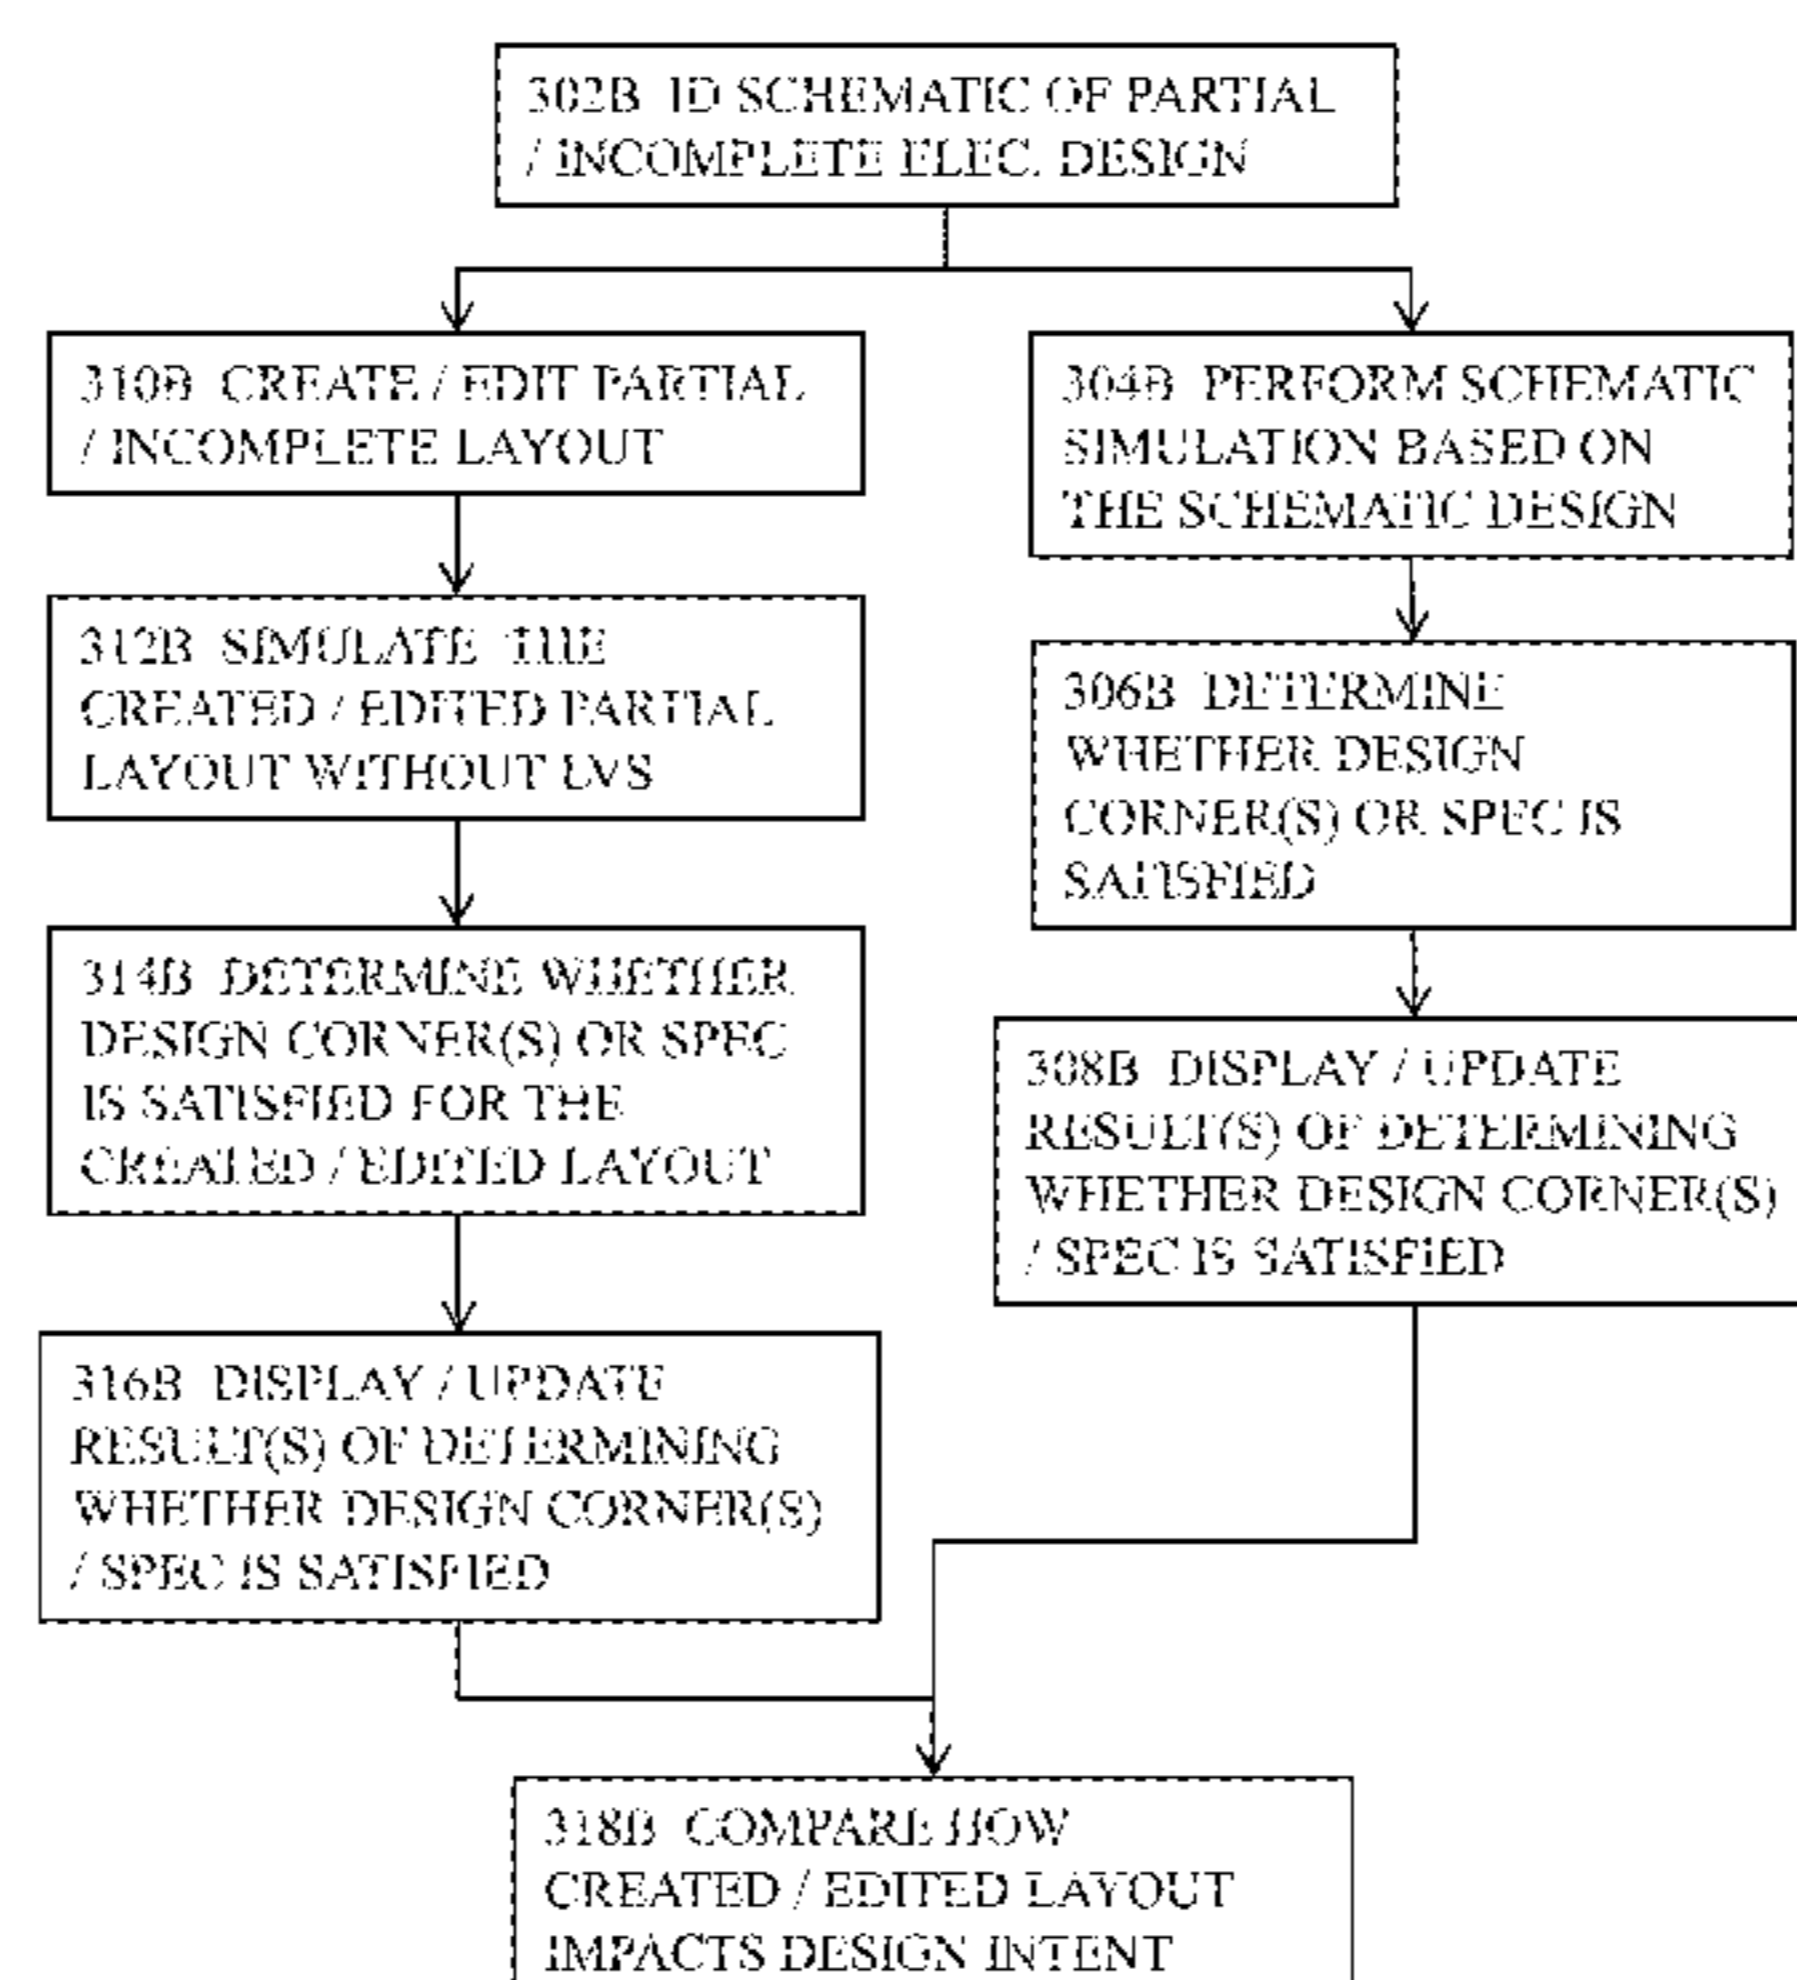 302B ID SCHEMATIC OF PARTIAL
/ INCOMPLETE ELEC. DESIGN
310B CREATE / EDIT PARTIAL
/ INCOMPLETE LAYOUT
304B PERFORM SCHEMATIC
SIMULATION BASED ON
THE SCHEMATIC DESIGN
312B SIMULATE THE
CREATED / EDITED PARTIAL
LAYOUT WITHOUT LVS
306B DETERMINE
WHETHER DESIGN
CORNER(S) OR SPEC IS
SATISFIED
314B DETERMINE WHETHER
DESIGN CORNER(S) OR SPEC
IS SATISFIED FOR THE
CREATED / EDITED LAYOUT
308B DISPLAY / UPDATE
RESULT(S) OF DETERMINING
WHETHER DESIGN CORNER(S)
/ SPEC IS SATISFIED
316B DISPLAY / UPDATE
RESULT(S) OF DETERMINING
WHETHER DESIGN CORNER(S)
/ SPEC IS SATISFIED
318B COMPARE HOW
CREATED / EDITED LAYOUT
IMPACTS DESIGN INTENT